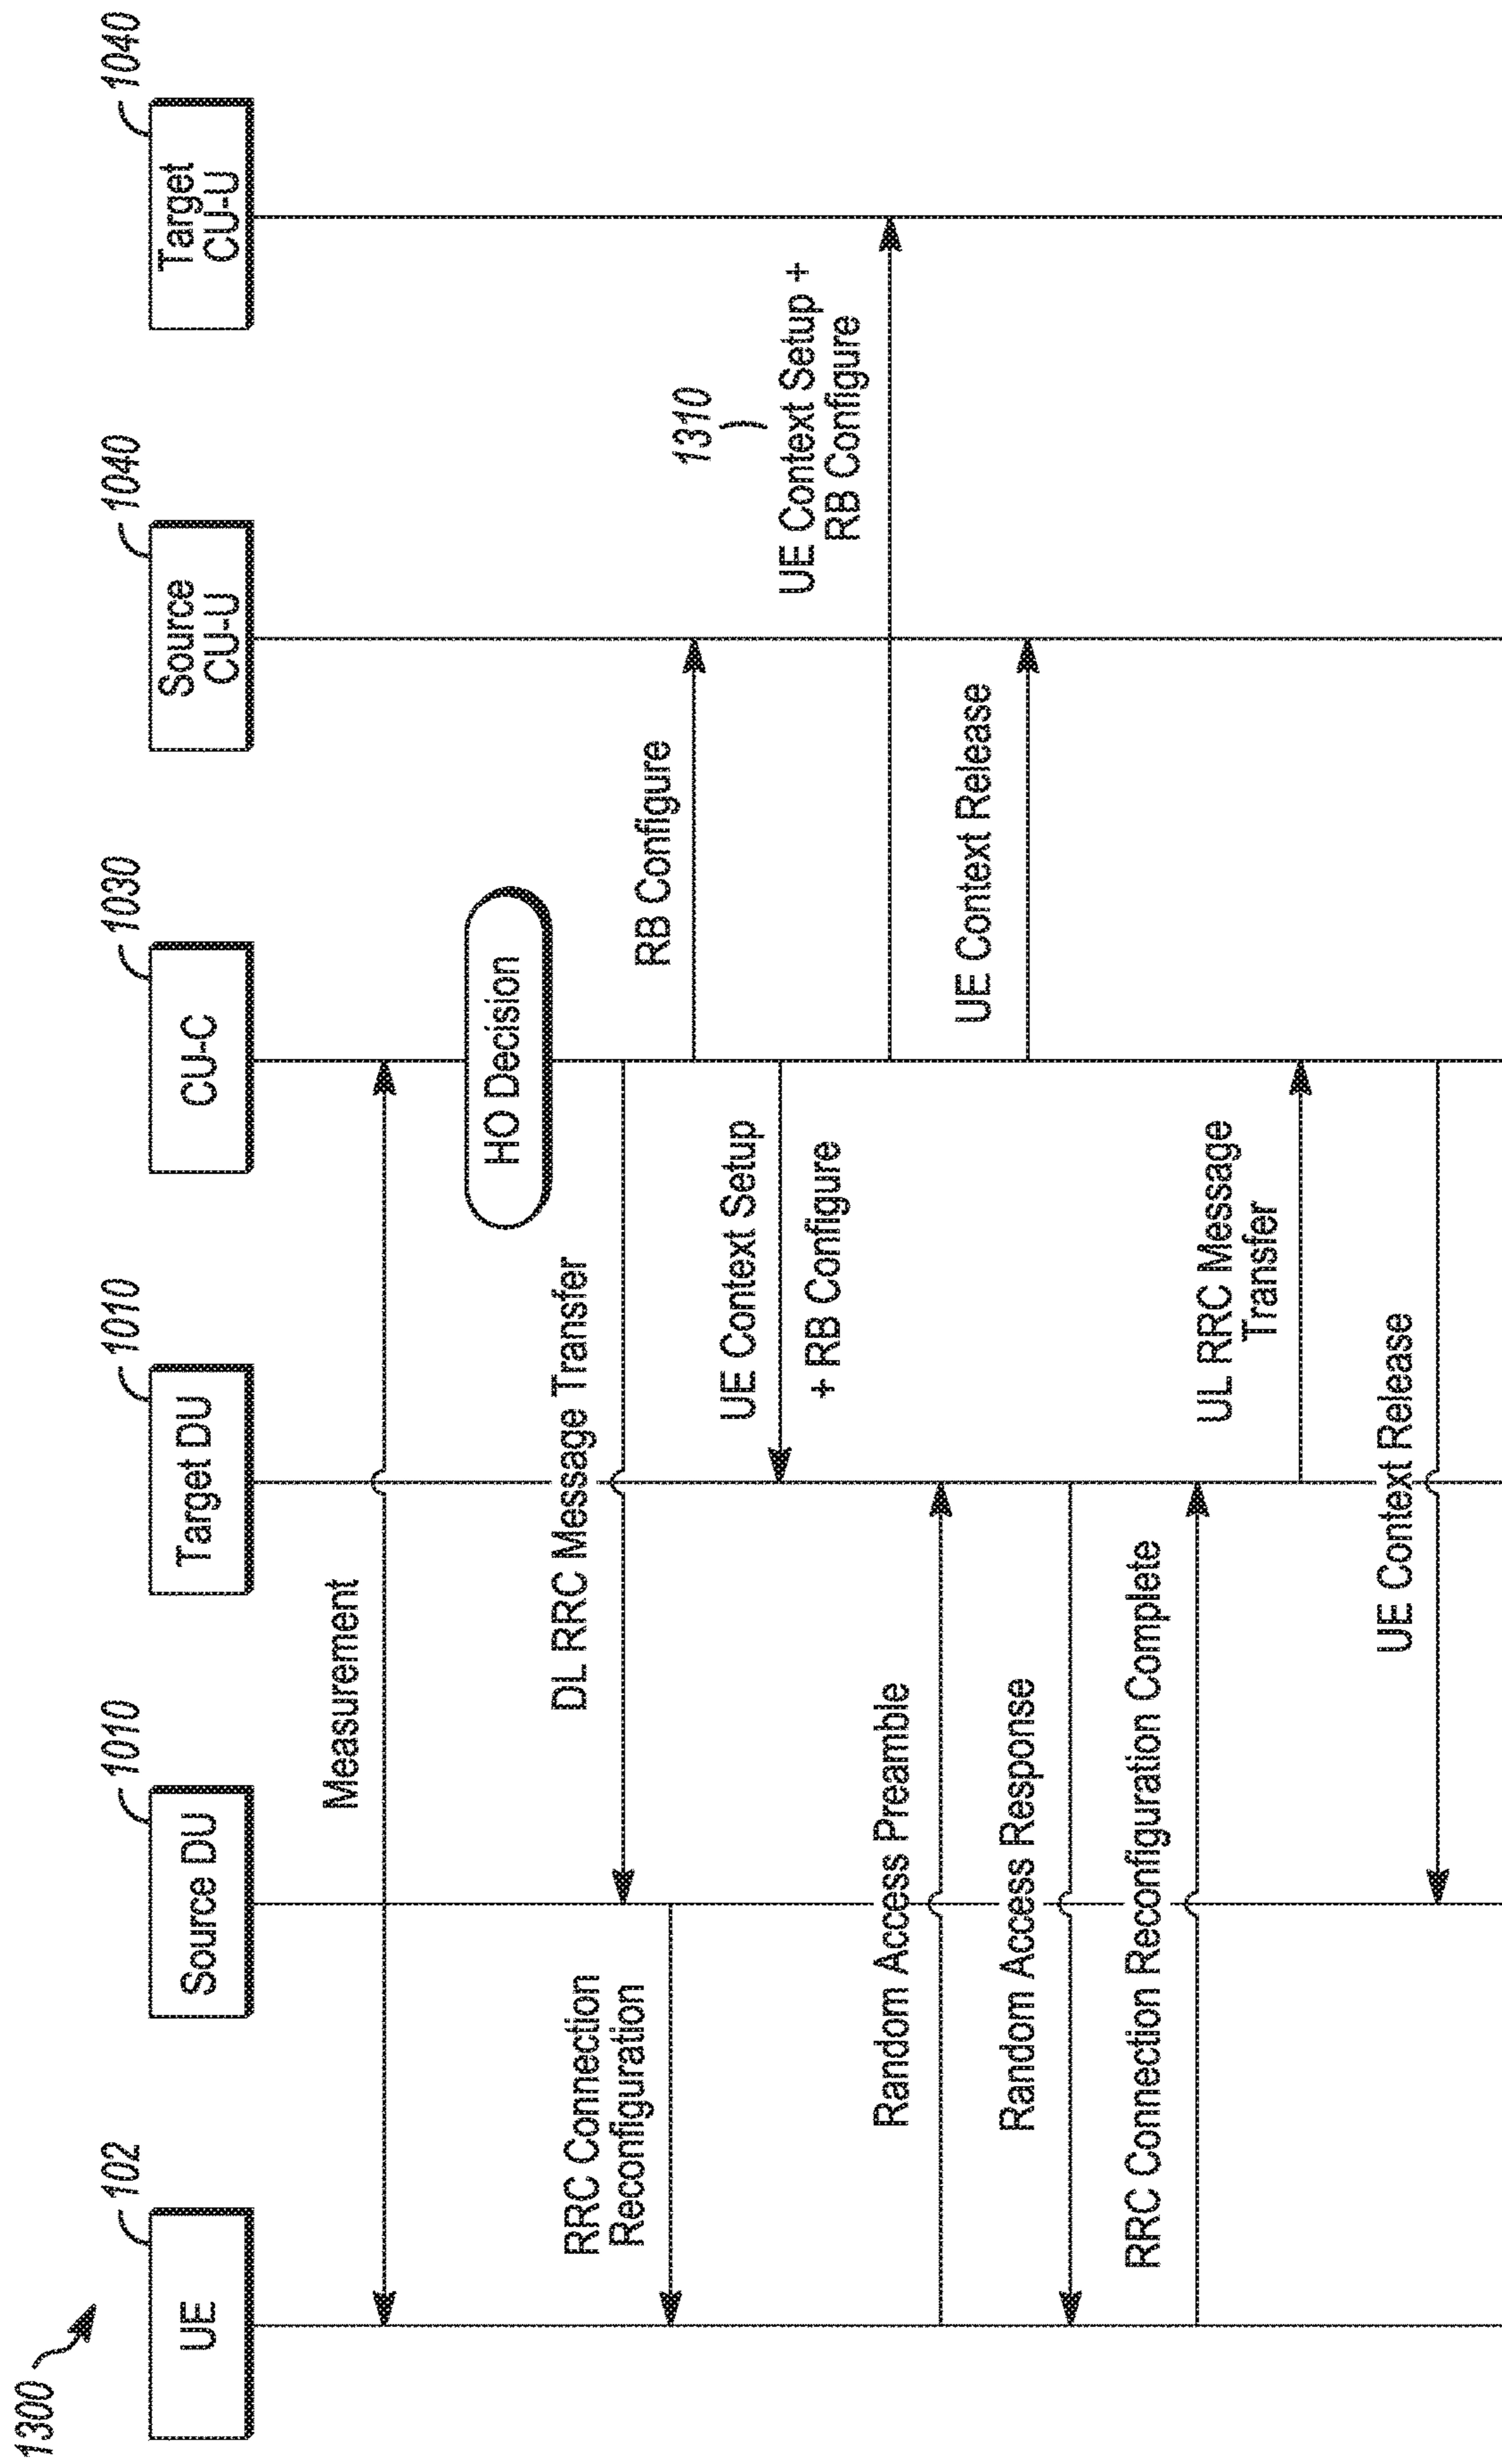 1300
UE
102
Source DU
1010
Target DU
1010
CU-C
1030
Source
CU-U
1040
Target
CU-U
1040
Measurement
HO Decision
DL RRC Message Transfer
RRC Connection
Reconfiguration
RB Configure
UE Context Setup
+ RB Configure
1310
UE Context Setup +
RB Configure
Random Access Preamble
UE Context Release
Random Access Response
RRC Connection Reconfiguration Complete
UL RRC Message
Transfer
UE Context Release